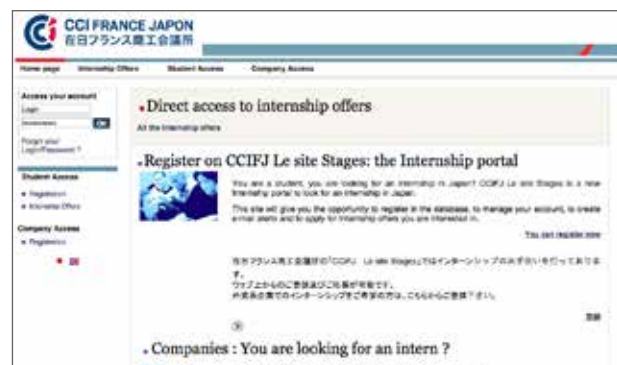 CCI FRANCE JAPON
在日フランス商工会議所
Home page Internship Offers Student Access Company Access
Access your account
Login
OK
Forgot your
Login/Password ?
Student Access
Registration
Internship Offers
Company Access
Registration
Direct access to internship offers
All the internship offers
Register on CCIFJ Le site Stages: the Internship portal
You are a student, you are looking for an internship in Japan? CCIFJ Le site Stages is a new
internship portal to look for an internship in Japan.
This site will give you the opportunity to register in the database, to manage your account, to create
e-mail alerts and to apply for internship offers you are interested in.
You can register now
在日フランス商工会議所の「CCIFJ Le site Stages」ではインターンシップのお手伝いを行っておりま
す。
ウェブ上からのご登録及びご応募が可能です。
外資系企業でのインターンシップをご希望の方は、こちらからご登録下さい。
登録
Companies : You are looking for an intern ?